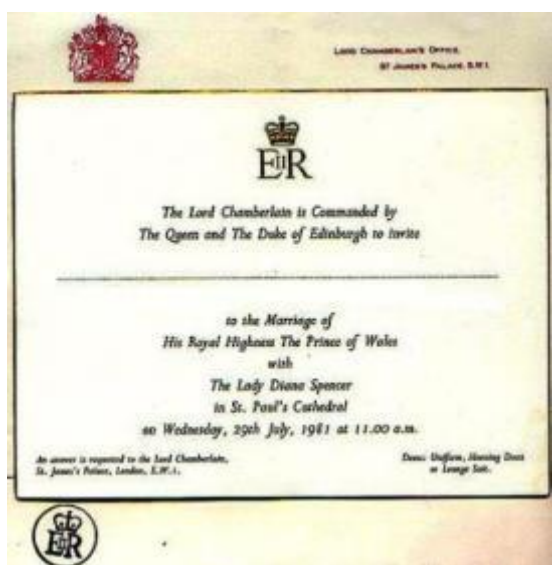 LORD CHAMBERLAIN'S OFFICE,
ST JAMES'S PALACE, S.W.1.
EIIR
The Lord Chamberlain is Commanded by
The Queen and The Duke of Edinburgh to invite
to the Marriage of
His Royal Highness The Prince of Wales
with
The Lady Diana Spencer
in St. Paul's Cathedral
on Wednesday, 29th July, 1981 at 11.00 a.m.
An answer is requested to the Lord Chamberlain,
St. James's Palace, London, S.W.1.
Dress: Uniform, Morning Dress
or Lounge Suit.
EIIR